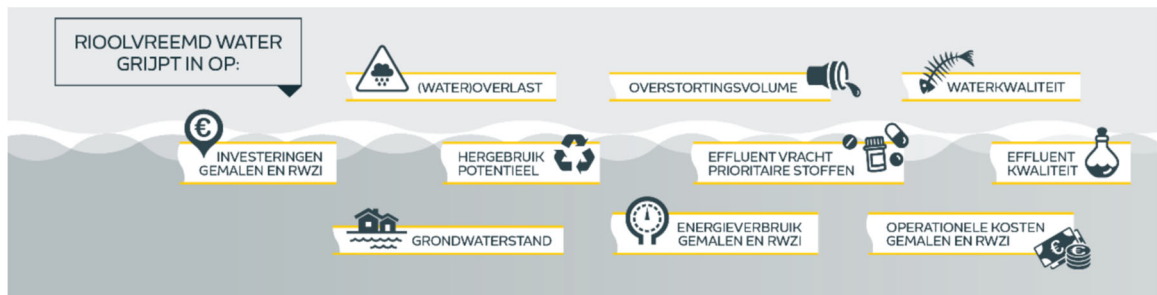 RIOOLVREEMD WATER
GRIJPT IN OP:
(WATER)OVERLAST
OVERSTORTINGSVOLUME
WATERKWALITEIT
€
INVESTERINGEN
GEMALEN EN RWZI
HERGEBRUIK
POTENTIEEL
EFFLUENT VRACHT
PRIORITAIRE STOFFEN
EFFLUENT
KWALITEIT
GRONDWATERSTAND
ENERGIEVERBRUIK
GEMALEN EN RWZI
OPERATIONELE KOSTEN
GEMALEN EN RWZI
€
€